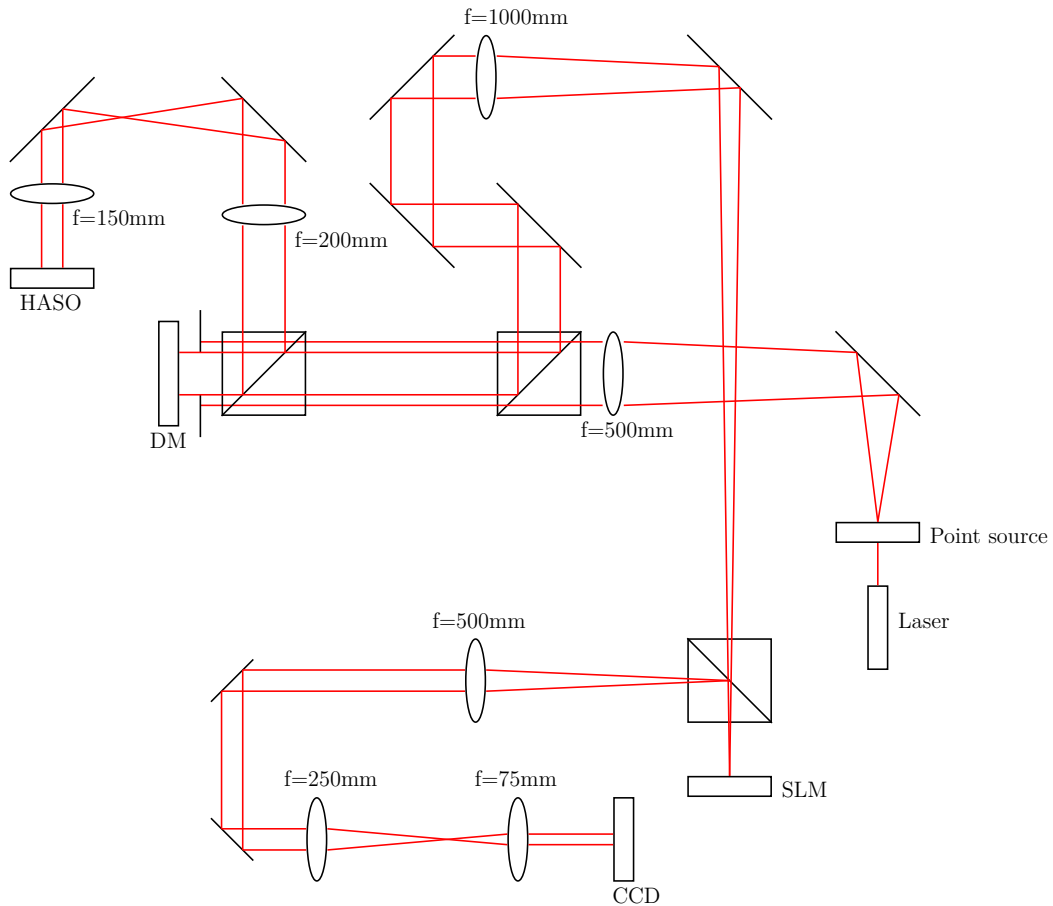 f=1000mm
f=150mm
f=200mm
HASO
DM
f=500mm
Point source
Laser
f=500mm
f=250mm
f=75mm
SLM
CCD